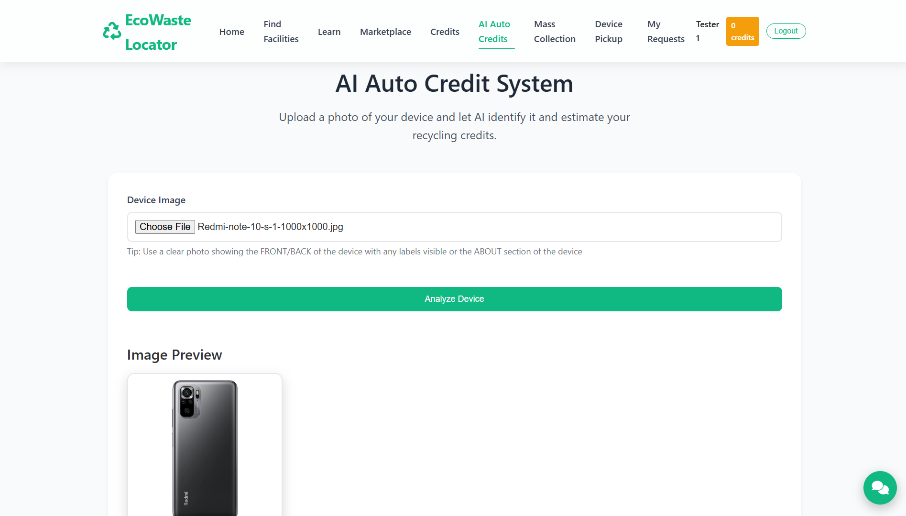 EcoWaste
Locator
Home
Find
Facilities
Learn
Marketplace
Credits
AI Auto
Credits
Mass
Collection
Device
Pickup
My
Requests
Tester
1
0
credits
Logout
AI Auto Credit System
Upload a photo of your device and let AI identify it and estimate your
recycling credits.
Device Image
Choose File Redmi-note-10-s-1-1000x1000.jpg
Tip: Use a clear photo showing the FRONT/BACK of the device with any labels visible or the ABOUT section of the device
Analyze Device
Image Preview
Redmi